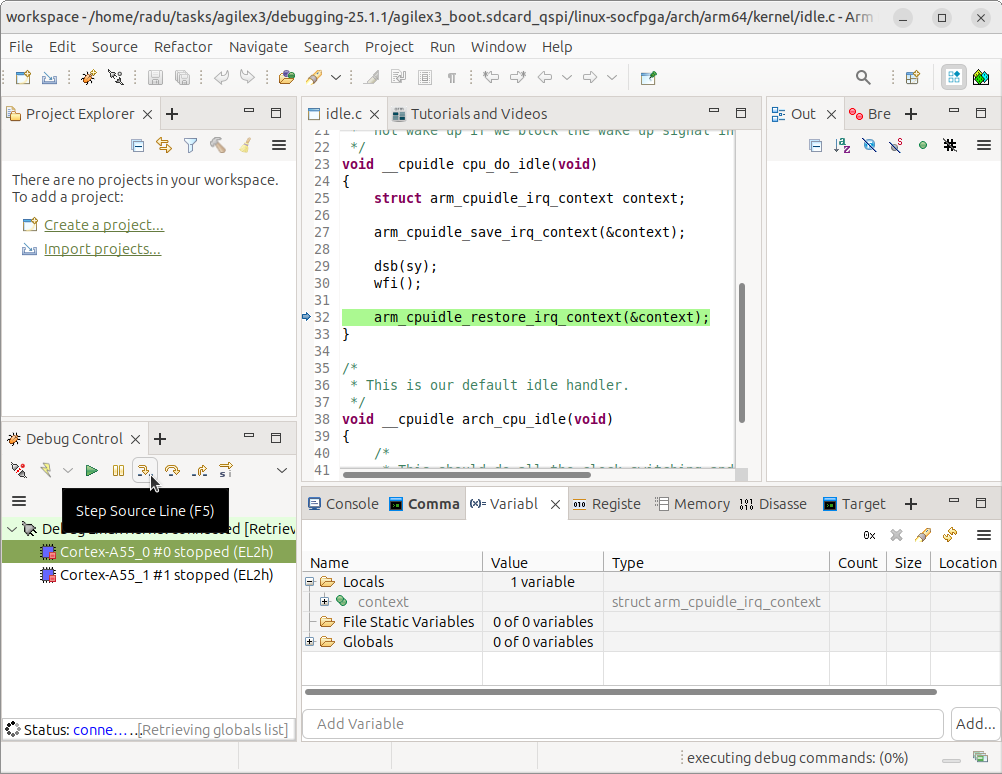 workspace - /home/radu/tasks/agilex3/debugging-25.1.1/agilex3_boot.sdcard_qspi/linux-socfpga/arch/arm64/kernel/idle.c - Arm
File Edit Source Refactor Navigate Search Project Run Window Help
Project Explorer
There are no projects in your workspace.
To add a project:
Create a project...
Import projects...
idle.c Tutorials and Videos
21 * not wake up if we block the wake up signal in
22 */
23 void __cpuidle cpu_do_idle(void)
24 {
25 struct arm_cpuidle_irq_context context;
26
27 arm_cpuidle_save_irq_context(&context);
28
29 dsb(sy);
30 wfi();
31
32 arm_cpuidle_restore_irq_context(&context);
33 }
34
35 /*
36 * This is our default idle handler.
37 */
38 void __cpuidle arch_cpu_idle(void)
39 {
40 /*
41 * This should do all the clock switching and
Out Bre
Debug Control
Step Source Line (F5)
connected [Retriev
Cortex-A55_0 #0 stopped (EL2h)
Cortex-A55_1 #1 stopped (EL2h)
Status: conne... ...[Retrieving globals list]
Console Comma (x)= Variabl Registe Memory Disasse Target
0x
Name Value Type Count Size Location
Locals 1 variable
context struct arm_cpuidle_irq_context
File Static Variables 0 of 0 variables
Globals 0 of 0 variables
Add Variable Add...
executing debug commands: (0%)